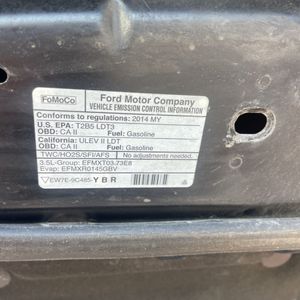 FoMoCo
Ford Motor Company
VEHICLE EMISSION CONTROL INFORMATION
Conforms to regulations: 2014 MY
U.S. EPA: T2B5 LDT3
OBD: CA II Fuel: Gasoline
California: ULEV II LDT
OBD: CA II Fuel: Gasoline
TWC/HO2S/SFI/AFS No adjustments needed.
3.5L-Group: EFMXT03.73E8
Evap: EFMXR0145GBV
EW7E-9C485-YBR